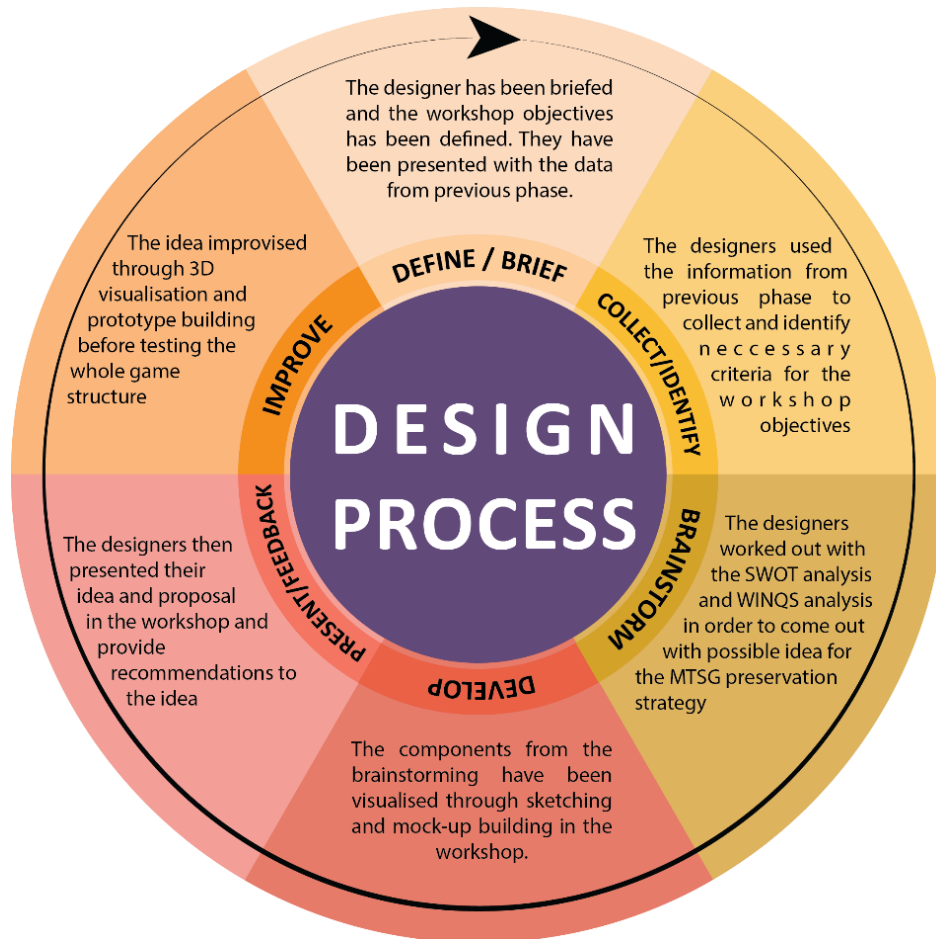 The designer has been briefed
and the workshop objectives
has been defined. They have
been presented with the data
from previous phase.
DEFINE / BRIEF
The designers used
the information from
previous phase to
collect and identify
neccessary
criteria for the
workshop
objectives
COLLECT/IDENTIFY
The designers
worked out with
the SWOT analysis
and WINQS analysis
in order to come out
with possible idea for
the MTSG preservation
strategy
BRAINSTORM
DEVELOP
The components from the
brainstorming have been
visualised through sketching
and mock-up building in the
workshop.
PRESENT/FEEDBACK
The designers then
presented their
idea and proposal
in the workshop and
provide
recommendations to
the idea
IMPROVE
The idea improvised
through 3D
visualisation and
prototype building
before testing the
whole game
structure
DESIGN
PROCESS